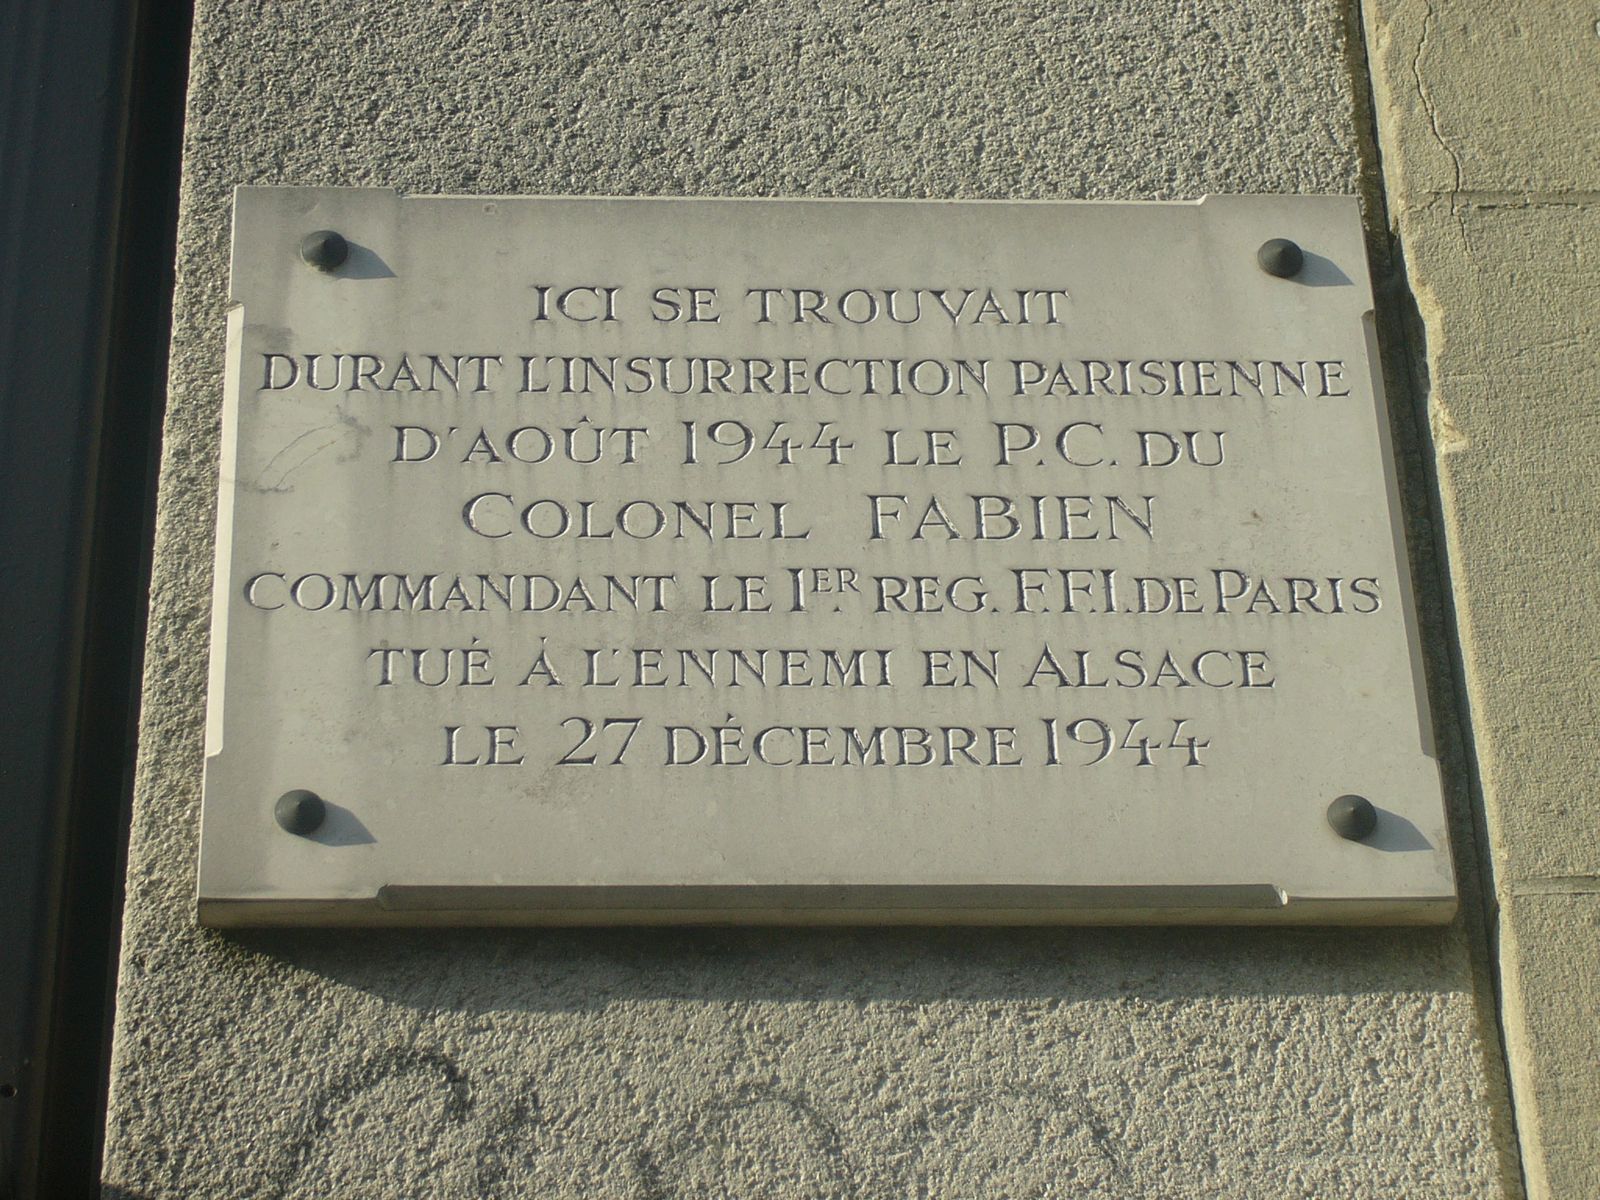 ICI SE TROUVAIT
DURANT L'INSURRECTION PARISIENNE
D'AOÛT 1944 LE P.C. DU
COLONEL FABIEN
COMMANDANT LE 1ER REG. F.F.I. DE PARIS
TUÉ À L'ENNEMI EN ALSACE
LE 27 DÉCEMBRE 1944